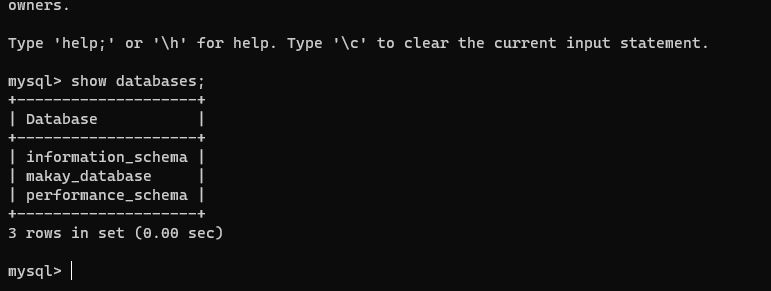 owners.
Type 'help;' or '\h' for help. Type '\c' to clear the current input statement.
mysql> show databases;
+--------------------+
| Database           |
+--------------------+
| information_schema |
| makay_database     |
| performance_schema |
+--------------------+
3 rows in set (0.00 sec)
mysql>